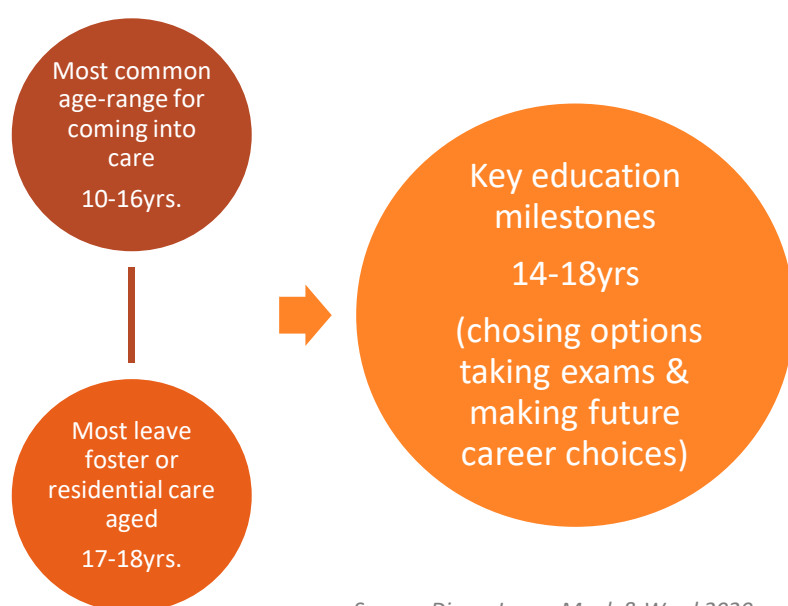 Most common
age-range for
coming into
care
10-16yrs.
Most leave
foster or
residential care
aged
17-18yrs.
Key education
milestones
14-18yrs
(chosing options
taking exams &
making future
career choices)